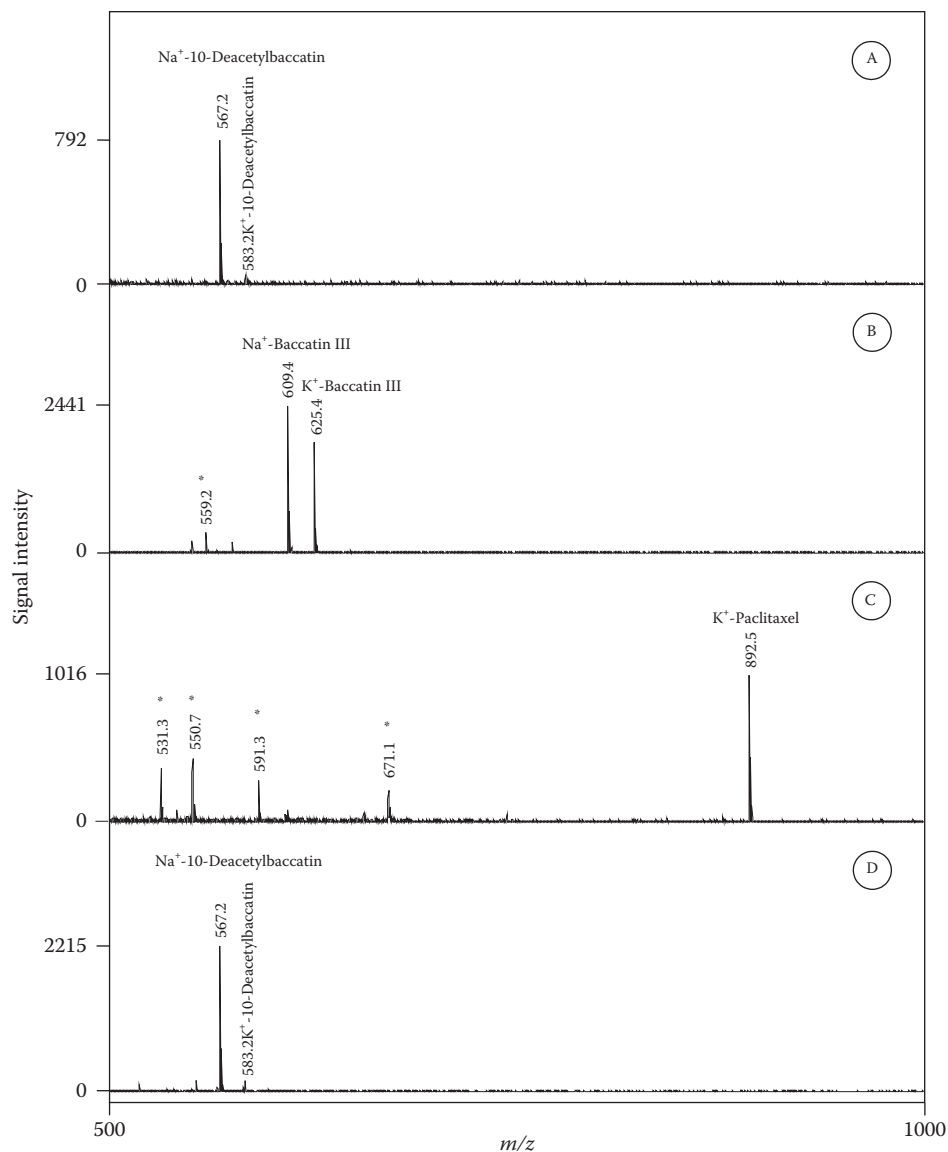 Signal intensity
A
Na⁺-10-Deacetylbaccatin
567.2
583.2K⁺-10-Deacetylbaccatin
792
0
B
Na⁺-Baccatin III
609.4
K⁺-Baccatin III
625.4
2441
*
559.2
0
C
K⁺-Paclitaxel
892.5
1016
*
531.3
*
550.7
*
591.3
*
671.1
0
D
Na⁺-10-Deacetylbaccatin
567.2
583.2K⁺-10-Deacetylbaccatin
2215
0
500
1000
m/z